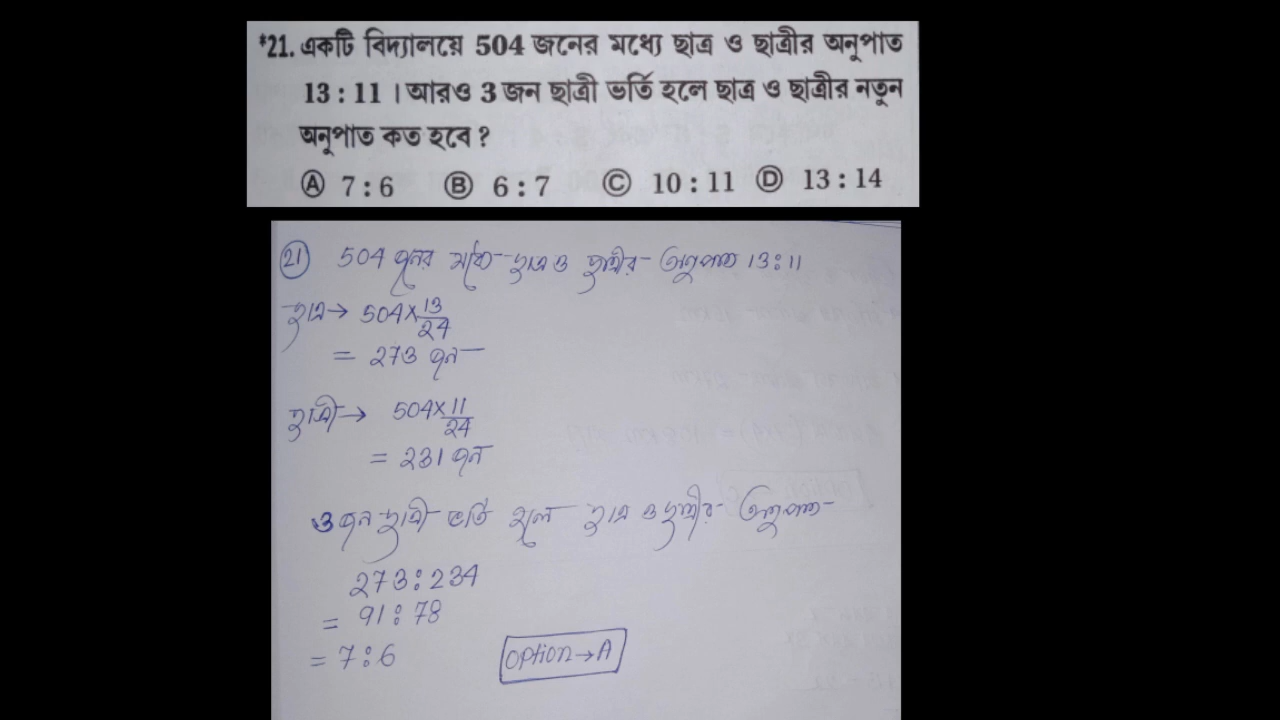 *21. একটি বিদ্যালয়ে 504 জনের মধ্যে ছাত্র ও ছাত্রীর অনুপাত
13 : 11 । আরও 3 জন ছাত্রী ভর্তি হলে ছাত্র ও ছাত্রীর নতুন
অনুপাত কত হবে ?
Ⓐ 7 : 6 Ⓑ 6 : 7 Ⓒ 10 : 11 Ⓓ 13 : 14
㉑ 504 জনের মধ্যে ছাত্র ও ছাত্রীর অনুপাত 13:11
ছাত্র → 504 × 13/24
= 273 জন
ছাত্রী → 504 × 11/24
= 231 জন
৩ জন ছাত্রী ভর্তি হলে ছাত্র ও ছাত্রীর অনুপাত
273 : 234
= 91 : 78
= 7 : 6
Option → A